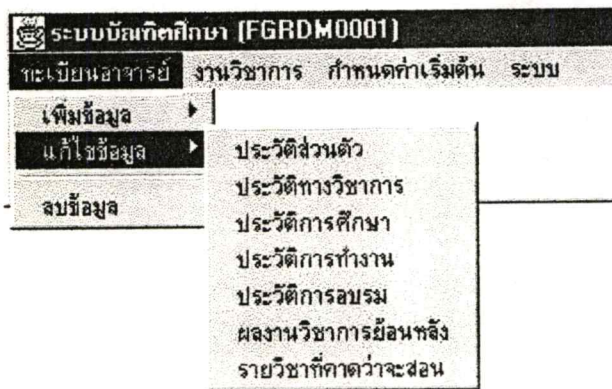 ระบบบัณฑิตศึกษา (FGRDM0001)
ทะเบียนอาจารย์ งานวิชาการ กำหนดค่าเริ่มต้น ระบบ
เพิ่มข้อมูล
แก้ไขข้อมูล
ลบข้อมูล
ประวัติส่วนตัว
ประวัติทางวิชาการ
ประวัติการศึกษา
ประวัติการทำงาน
ประวัติการอบรม
ผลงานวิชาการย้อนหลัง
รายวิชาที่คาดว่าจะสอน